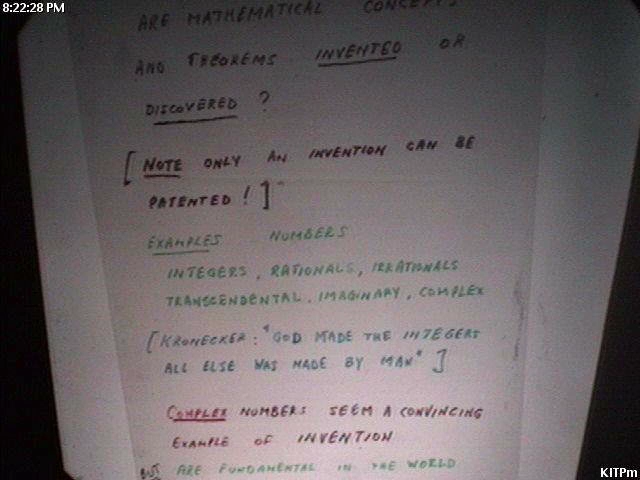 8:22:28 PM
ARE MATHEMATICAL CONCEPTS
AND THEOREMS INVENTED OR
DISCOVERED ?
[ NOTE ONLY AN INVENTION CAN BE
PATENTED ! ]
EXAMPLES NUMBERS
INTEGERS, RATIONALS, IRRATIONALS
TRANSCENDENTAL, IMAGINARY, COMPLEX
[ KRONECKER : "GOD MADE THE INTEGERS
ALL ELSE WAS MADE BY MAN" ]
COMPLEX NUMBERS SEEM A CONVINCING
EXAMPLE OF INVENTION
BUT ARE FUNDAMENTAL IN THE WORLD
KITPm